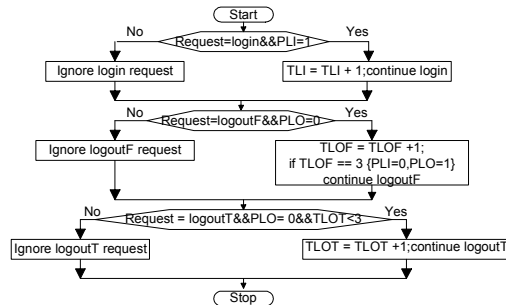 Start
No
Request=login&&PLI=1
Yes
Ignore login request
TLI = TLI + 1;continue login
No
Request=logoutF&&PLO=0
Yes
Ignore logoutF request
TLOF = TLOF +1;
if TLOF == 3 {PLI=0,PLO=1}
continue logoutF
No
Request = logoutT&&PLO= 0&&TLOT<3
Yes
Ignore logoutT request
TLOT = TLOT +1;continue logoutT
Stop